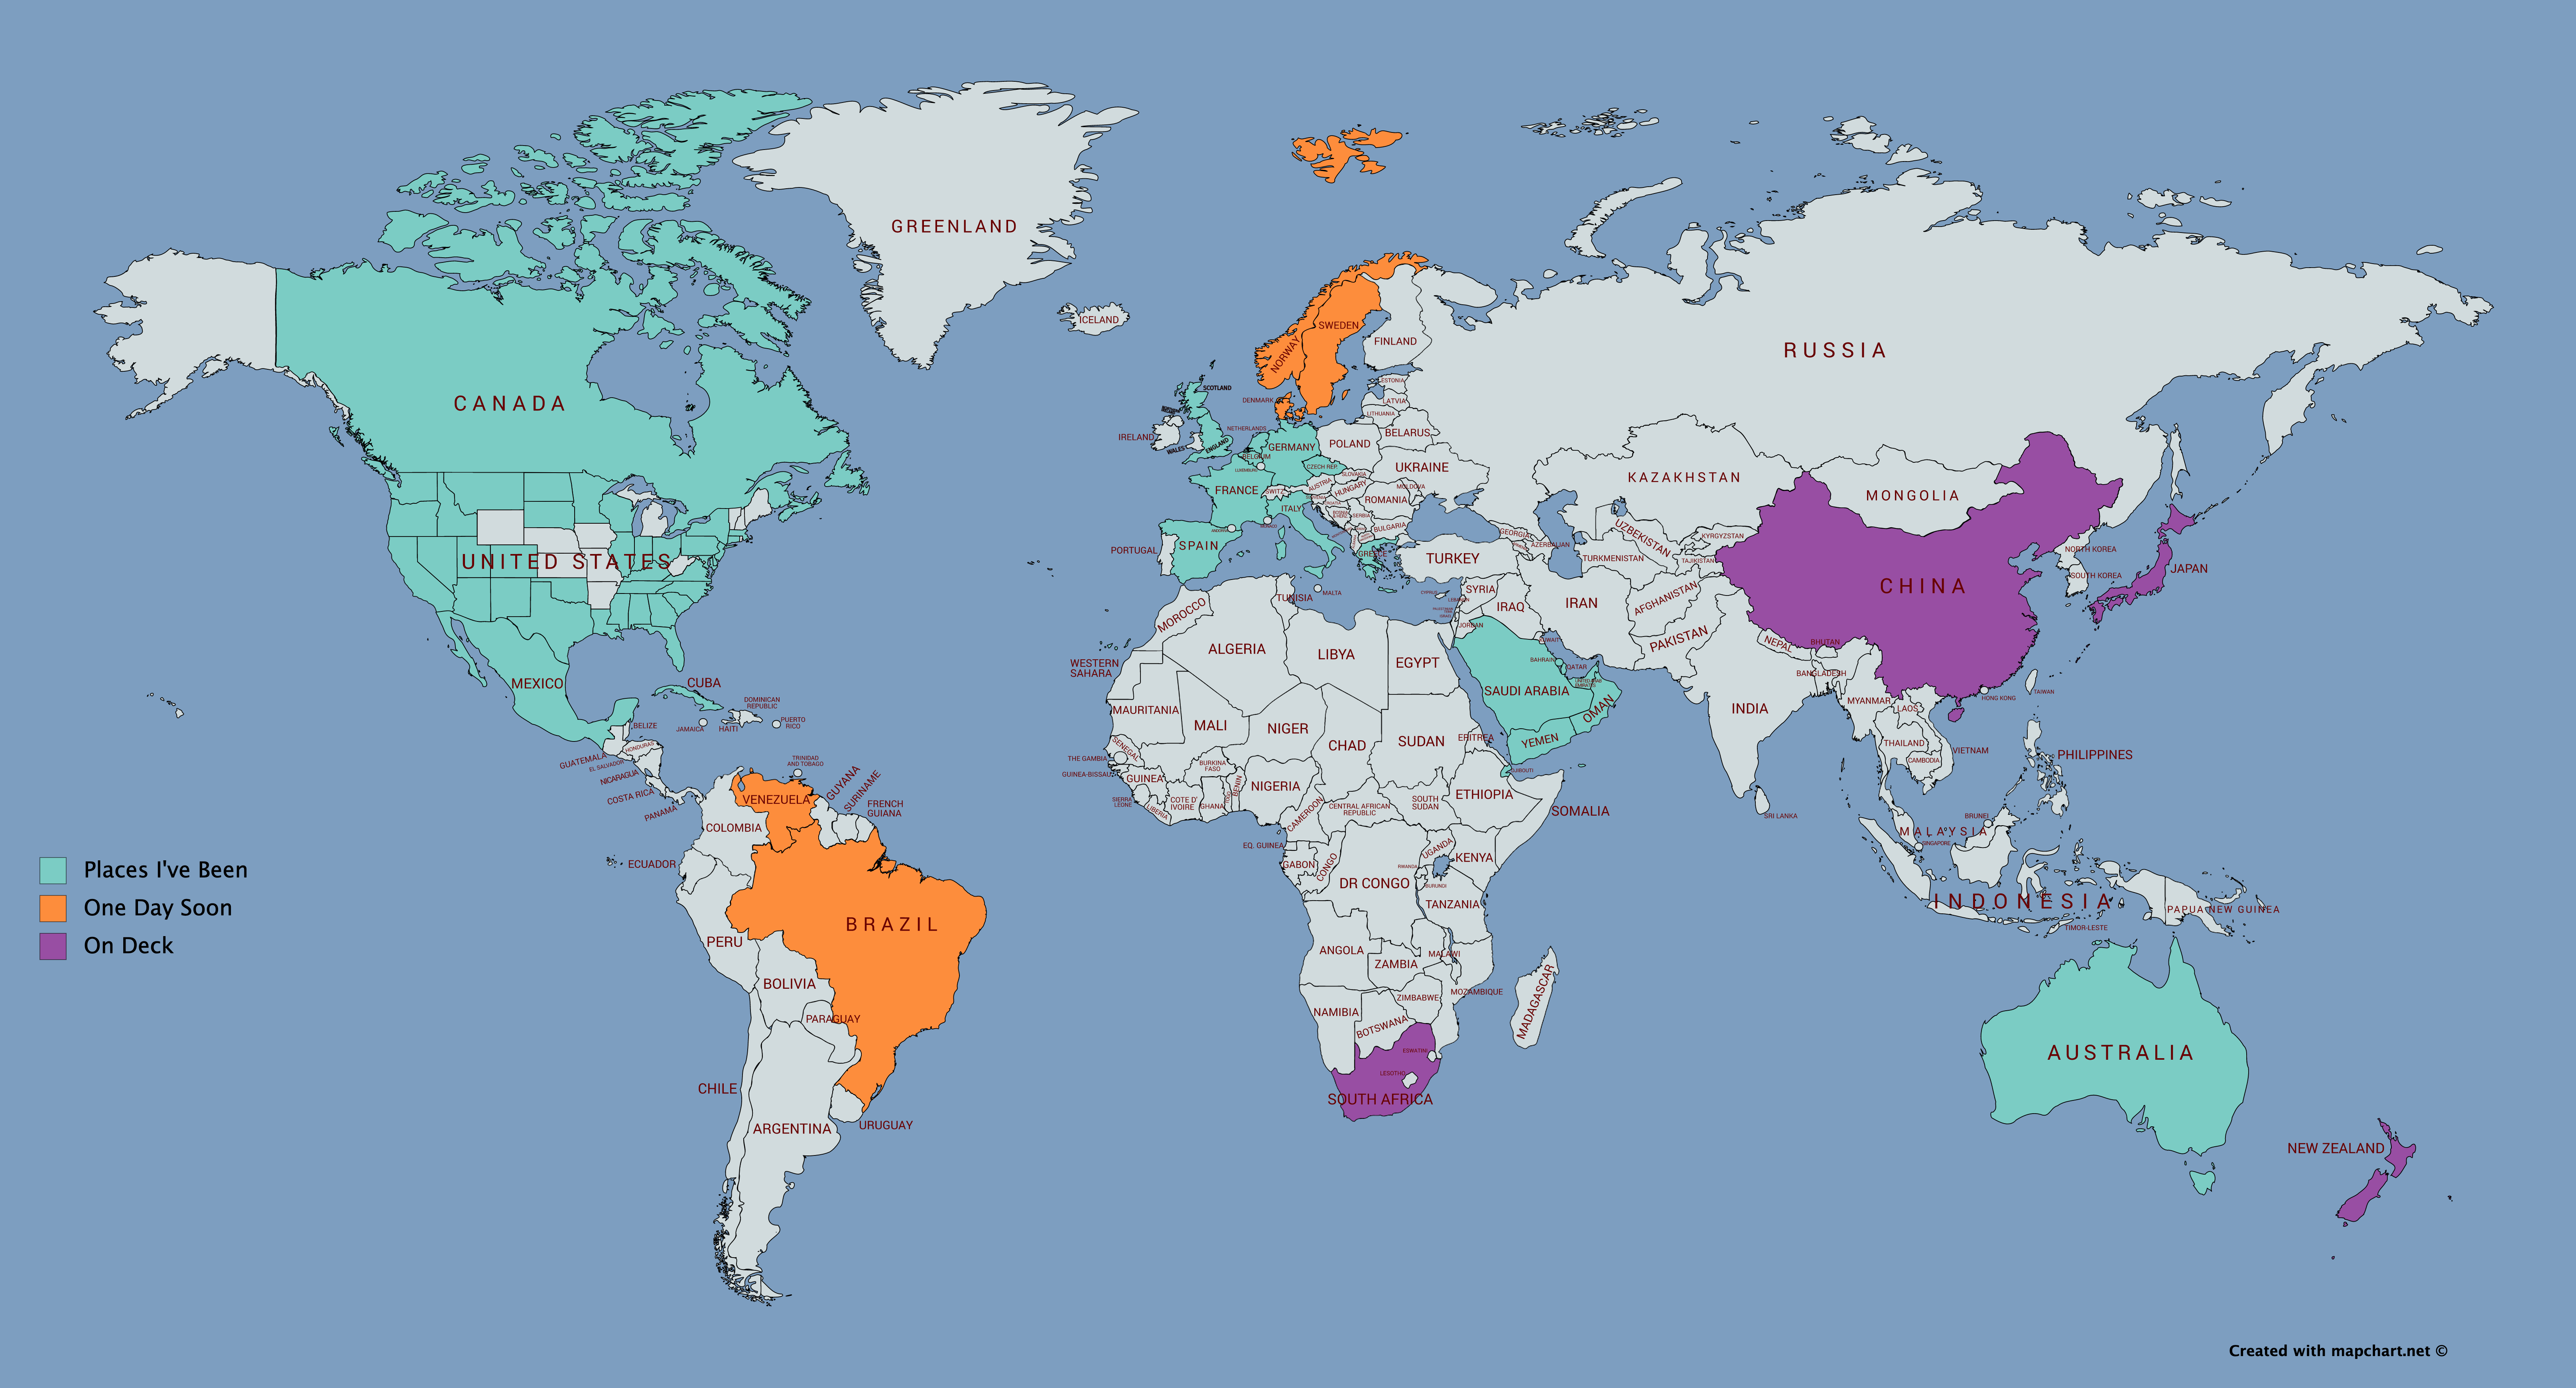 GREENLAND
ICELAND
CANADA
UNITED STATES
MEXICO
CUBA
DOMINICAN
REPUBLIC
PUERTO
RICO
JAMAICA
HAITI
BELIZE
GUATEMALA
HONDURAS
EL SALVADOR
NICARAGUA
COSTA RICA
PANAMA
TRINIDAD
AND TOBAGO
VENEZUELA
GUYANA
SURINAME
FRENCH
GUIANA
COLOMBIA
ECUADOR
PERU
BRAZIL
BOLIVIA
PARAGUAY
CHILE
ARGENTINA
URUGUAY
NORWAY
SWEDEN
FINLAND
ESTONIA
LATVIA
LITHUANIA
DENMARK
SCOTLAND
IRELAND
WALES
ENGLAND
NETHERLANDS
BELGIUM
LUXEMBOURG
GERMANY
POLAND
BELARUS
UKRAINE
CZECH REP.
SLOVAKIA
AUSTRIA
HUNGARY
MOLDOVA
ROMANIA
FRANCE
SWITZ.
ITALY
SERBIA
BULGARIA
MONACO
ANDORRA
PORTUGAL
SPAIN
GREECE
MALTA
CYPRUS
TURKEY
RUSSIA
KAZAKHSTAN
MONGOLIA
GEORGIA
AZERBAIJAN
UZBEKISTAN
TURKMENISTAN
KYRGYZSTAN
TAJIKISTAN
AFGHANISTAN
PAKISTAN
IRAN
IRAQ
SYRIA
LEBANON
JORDAN
KUWAIT
BAHRAIN
QATAR
UNITED ARAB
EMIRATES
SAUDI ARABIA
OMAN
YEMEN
CHINA
NORTH KOREA
SOUTH KOREA
JAPAN
NEPAL
BHUTAN
BANGLADESH
INDIA
SRI LANKA
MYANMAR
LAOS
THAILAND
CAMBODIA
VIETNAM
HONG KONG
TAIWAN
PHILIPPINES
BRUNEI
MALAYSIA
SINGAPORE
INDONESIA
TIMOR-LESTE
PAPUA NEW GUINEA
AUSTRALIA
NEW ZEALAND
MOROCCO
TUNISIA
ALGERIA
LIBYA
EGYPT
WESTERN
SAHARA
MAURITANIA
MALI
NIGER
CHAD
SUDAN
ERITREA
DJIBOUTI
SENEGAL
THE GAMBIA
GUINEA-BISSAU
GUINEA
SIERRA
LEONE
LIBERIA
COTE D'
IVOIRE
BURKINA
FASO
GHANA
TOGO
BENIN
NIGERIA
CAMEROON
CENTRAL AFRICAN
REPUBLIC
SOUTH
SUDAN
ETHIOPIA
SOMALIA
EQ. GUINEA
GABON
CONGO
DR CONGO
UGANDA
KENYA
RWANDA
BURUNDI
TANZANIA
ANGOLA
ZAMBIA
MALAWI
MOZAMBIQUE
ZIMBABWE
NAMIBIA
BOTSWANA
MADAGASCAR
ESWATINI
LESOTHO
SOUTH AFRICA
Places I've Been
One Day Soon
On Deck
Created with mapchart.net ©